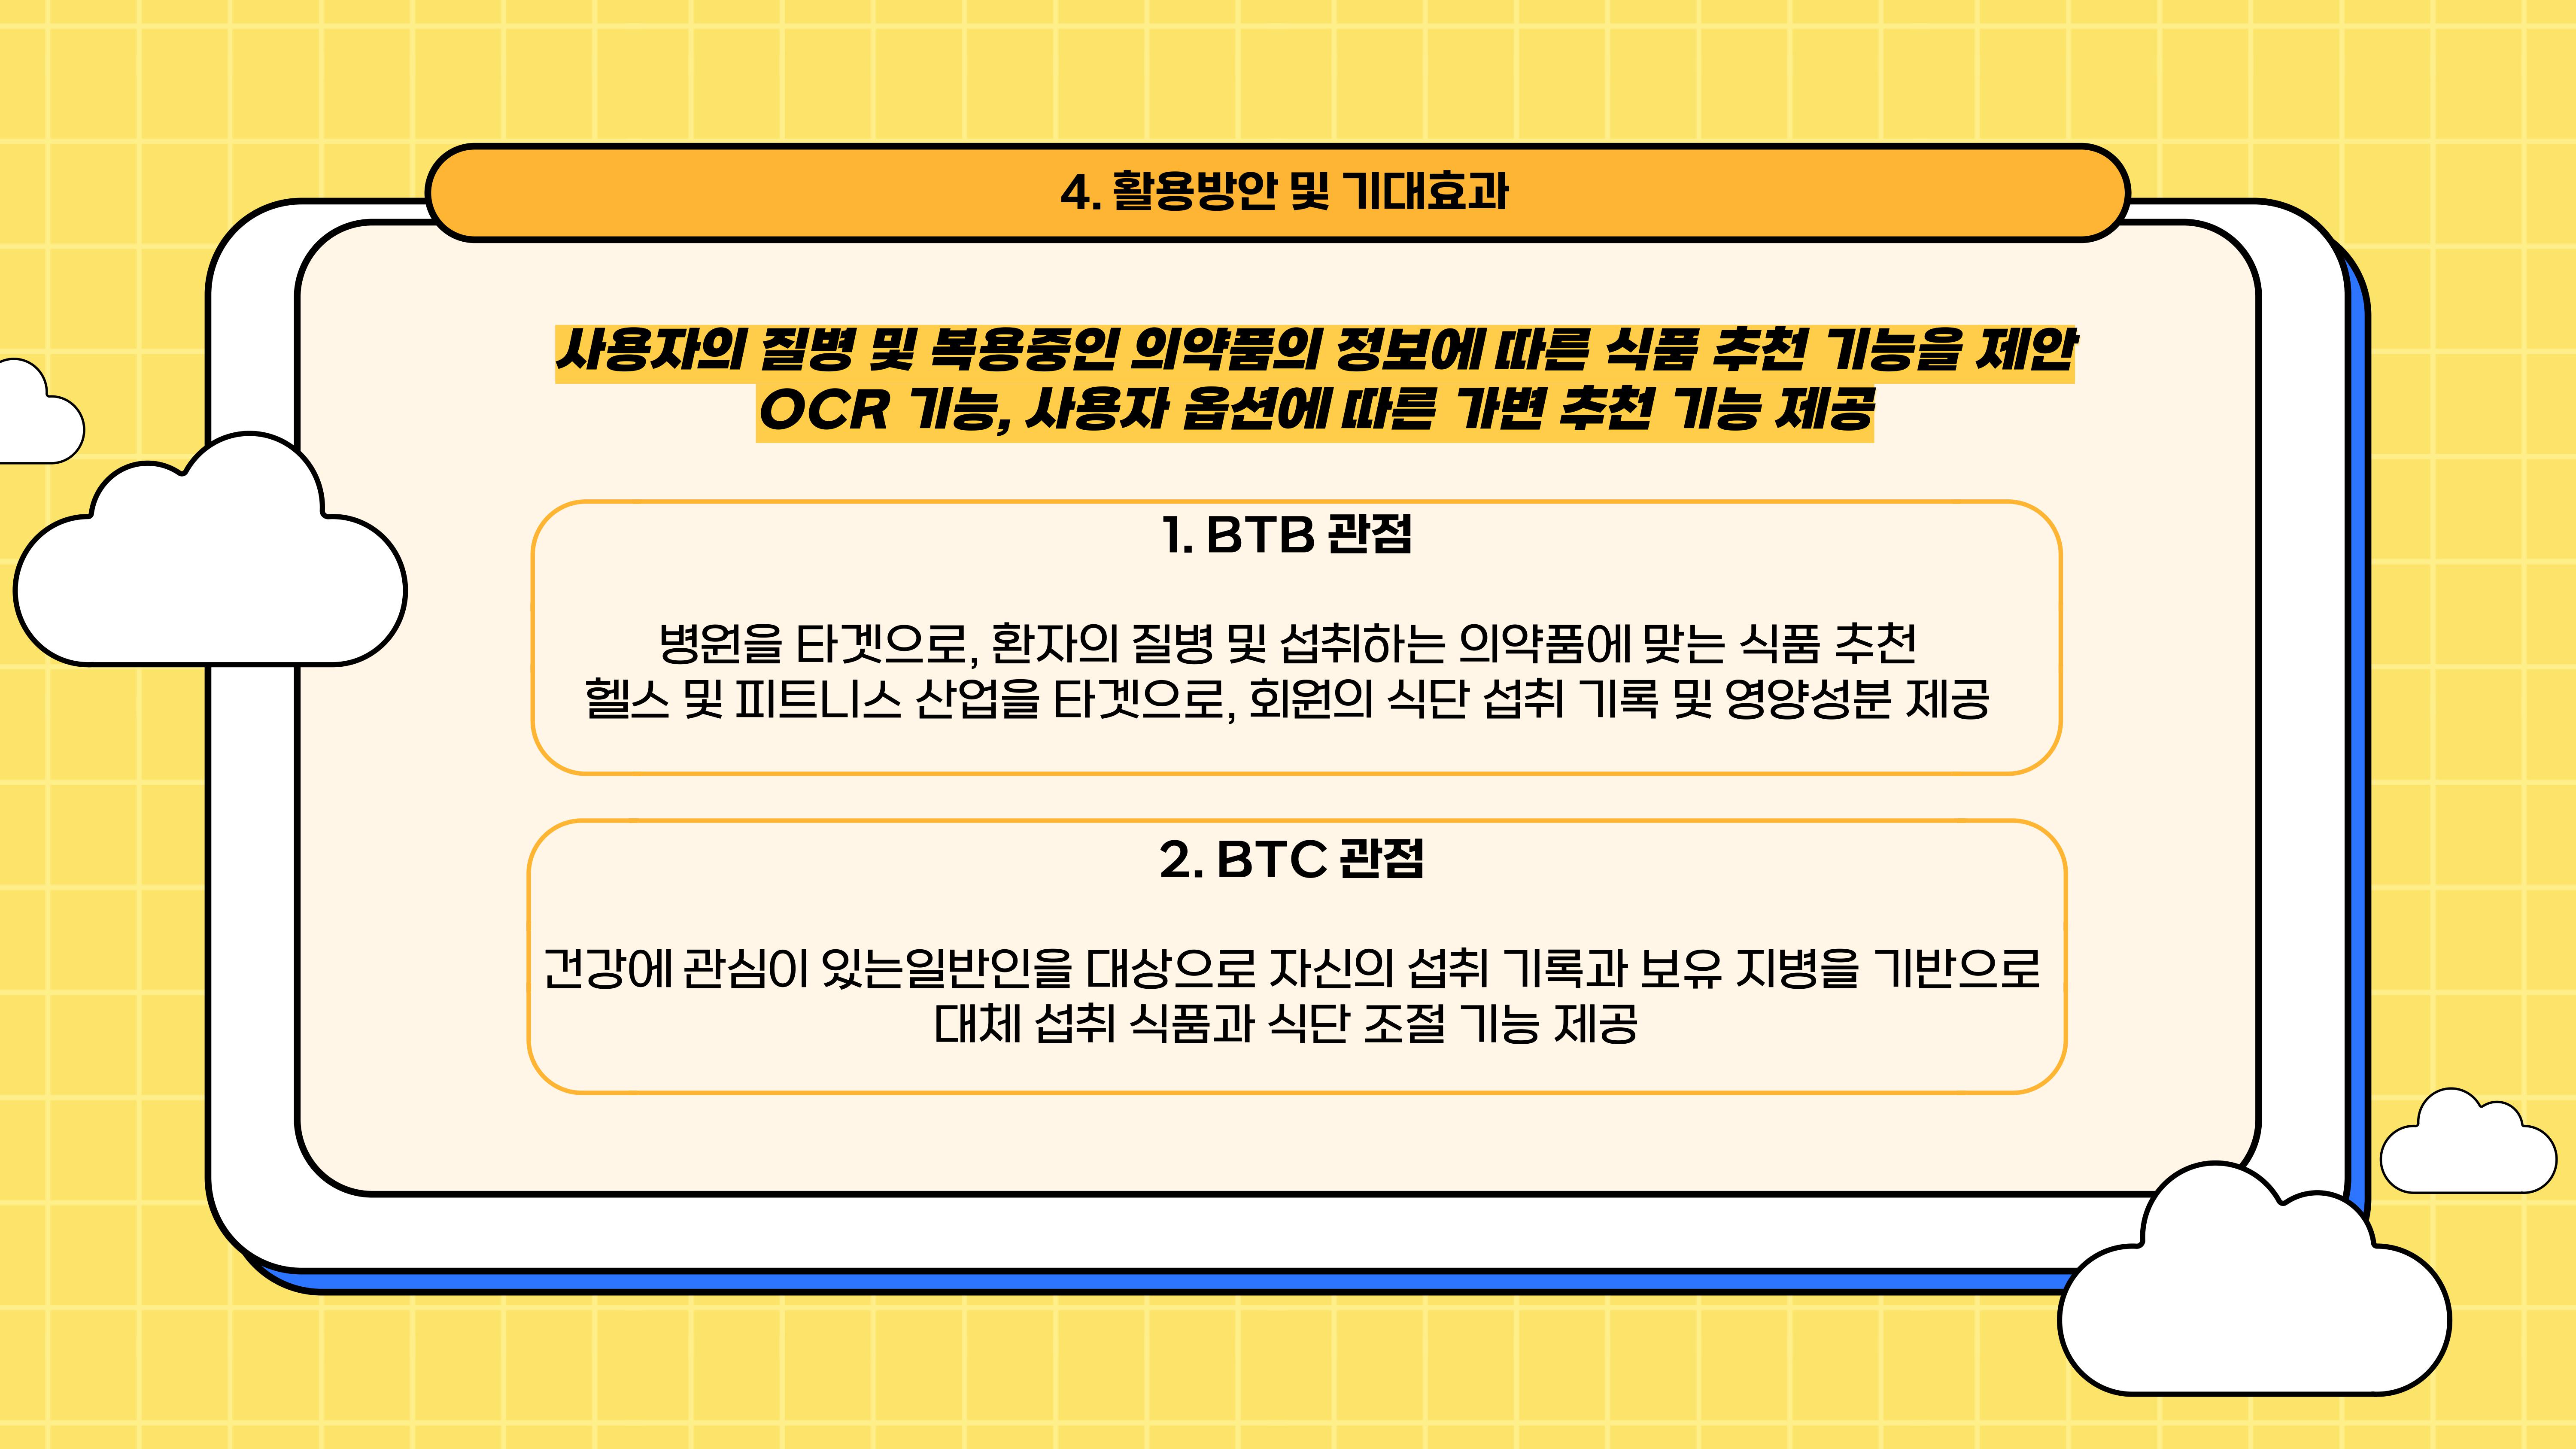 4. 활용방안 및 기대효과
사용자의 질병 및 복용중인 의약품의 정보에 따른 식품 추천 기능을 제안
OCR 기능, 사용자 옵션에 따른 가변 추천 기능 제공
1. BTB 관점
병원을 타겟으로, 환자의 질병 및 섭취하는 의약품에 맞는 식품 추천
헬스 및 피트니스 산업을 타겟으로, 회원의 식단 섭취 기록 및 영양성분 제공
2. BTC 관점
건강에 관심이 있는일반인을 대상으로 자신의 섭취 기록과 보유 지병을 기반으로
대체 섭취 식품과 식단 조절 기능 제공